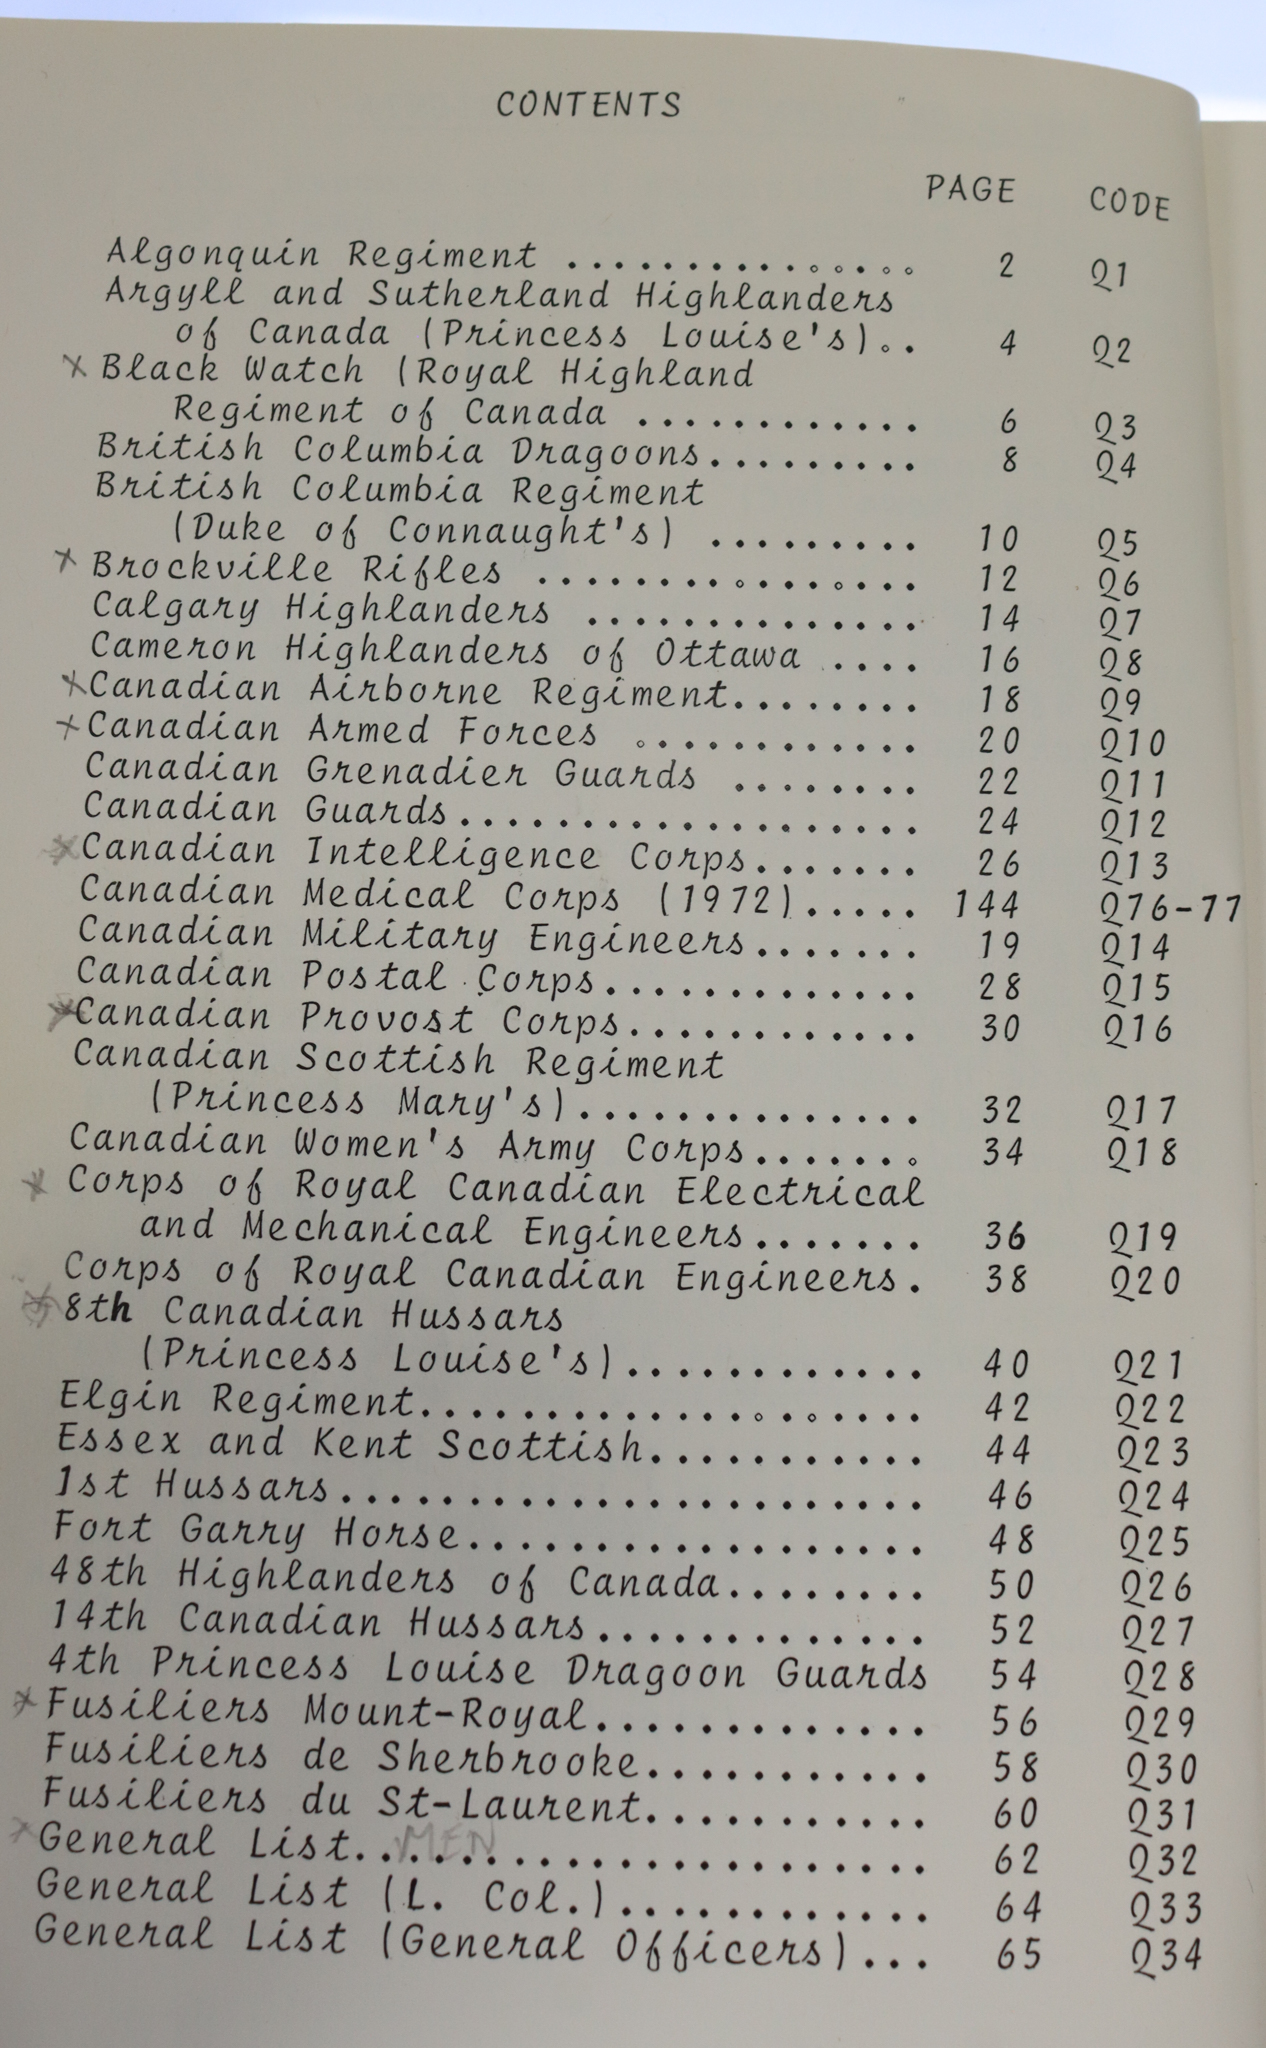 CONTENTS
PAGE CODE
Algonquin Regiment ............... 2 Q1
Argyll and Sutherland Highlanders
of Canada (Princess Louise's).. 4 Q2
x Black Watch (Royal Highland
Regiment of Canada ............ 6 Q3
British Columbia Dragoons......... 8 Q4
British Columbia Regiment
(Duke of Connaught's) ......... 10 Q5
x Brockville Rifles ................ 12 Q6
Calgary Highlanders .............. 14 Q7
Cameron Highlanders of Ottawa .... 16 Q8
x Canadian Airborne Regiment........ 18 Q9
x Canadian Armed Forces ............ 20 Q10
Canadian Grenadier Guards ........ 22 Q11
Canadian Guards................... 24 Q12
x Canadian Intelligence Corps....... 26 Q13
Canadian Medical Corps (1972)..... 144 Q76-77
Canadian Military Engineers....... 19 Q14
Canadian Postal Corps............. 28 Q15
x Canadian Provost Corps............ 30 Q16
Canadian Scottish Regiment
(Princess Mary's).............. 32 Q17
Canadian Women's Army Corps....... 34 Q18
x Corps of Royal Canadian Electrical
and Mechanical Engineers....... 36 Q19
Corps of Royal Canadian Engineers. 38 Q20
x 8th Canadian Hussars
(Princess Louise's)............ 40 Q21
Elgin Regiment.................... 42 Q22
Essex and Kent Scottish........... 44 Q23
1st Hussars....................... 46 Q24
Fort Garry Horse.................. 48 Q25
48th Highlanders of Canada........ 50 Q26
14th Canadian Hussars............. 52 Q27
4th Princess Louise Dragoon Guards 54 Q28
x Fusiliers Mount-Royal............. 56 Q29
Fusiliers de Sherbrooke........... 58 Q30
Fusiliers du St-Laurent........... 60 Q31
x General List. MEN ...................... 62 Q32
General List (L. Col.)............ 64 Q33
General List (General Officers)... 65 Q34